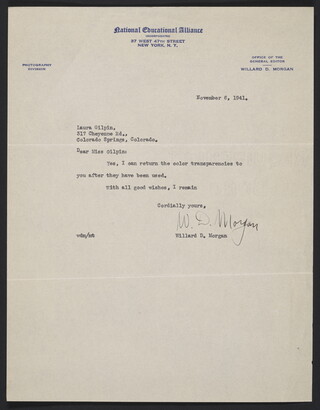 National Educational Alliance
INCORPORATED
37 WEST 47TH STREET
NEW YORK, N. Y.
PHOTOGRAPHY
DIVISION
OFFICE OF THE
GENERAL EDITOR
WILLARD D. MORGAN
November 6, 1941.
Laura Gilpin,
317 Cheyenne Rd.,
Colorado Springs, Colorado.
Dear Miss Gilpin:
Yes, I can return the color transparencies to
you after they have been used.
With all good wishes, I remain
Cordially yours,
W. D. Morgan
wdm/mb
Willard D. Morgan